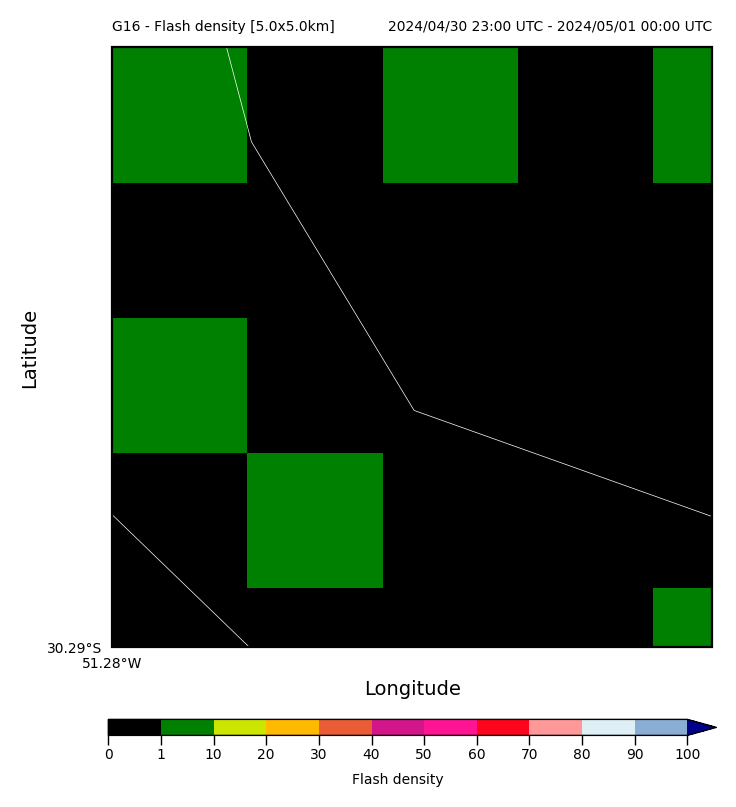 G16 - Flash density [5.0x5.0km] 2024/04/30 23:00 UTC - 2024/05/01 00:00 UTC
Latitude
30.29°S
51.28°W
Longitude
0 1 10 20 30 40 50 60 70 80 90 100
Flash density